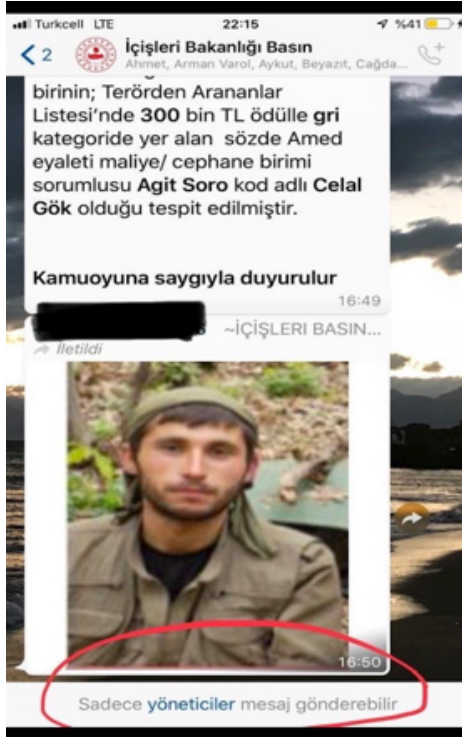 Turkcell LTE 22:15 %41
2 İçişleri Bakanlığı Basın
Ahmet, Arman Varol, Aykut, Beyazıt, Cağda...
birinin; Terörden Arananlar
Listesi’nde 300 bin TL ödülle gri
kategoride yer alan sözde Amed
eyaleti maliye/ cephane birimi
sorumlusu Agit Soro kod adlı Celal
Gök olduğu tespit edilmiştir.
Kamuoyuna saygıyla duyurulur
16:49
~İÇİŞLERI BASIN...
İletildi
16:50
Sadece yöneticiler mesaj gönderebilir